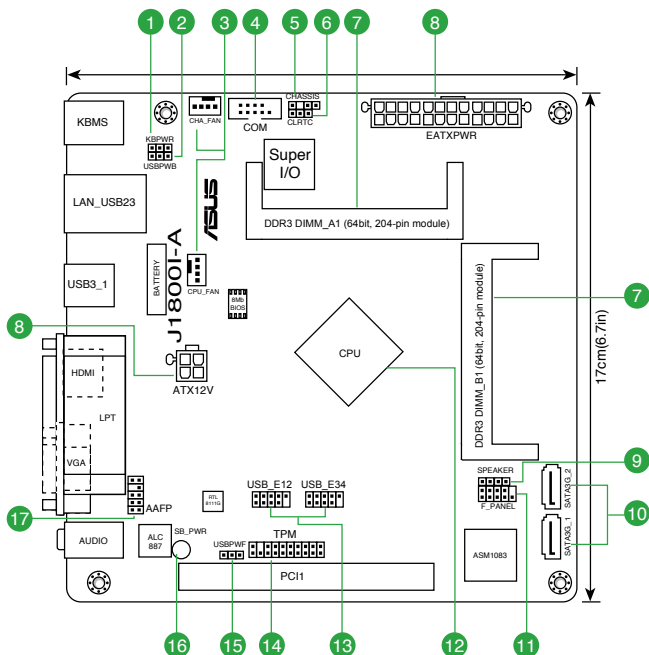 1
2
3
4
5
6
7
8
KBMS
KBPWR
USBPWB
CHA_FAN
COM
CHASSIS
CLRTC
EATXPWR
Super
I/O
LAN_USB23
ASUS
DDR3 DIMM_A1 (64bit, 204-pin module)
7
USB3_1
BATTERY
J1800I-A
CPU_FAN
8Mb
BIOS
DDR3 DIMM_B1 (64bit, 204-pin module)
17cm(6.7in)
8
HDMI
ATX12V
CPU
LPT
VGA
SPEAKER
F_PANEL
SATA3G_2
9
USB_E12
USB_E34
RTL
8111G
AAFP
17
10
AUDIO
ALC
887
SB_PWR
USBPWF
TPM
ASM1083
SATA3G_1
PCI1
16
15
14
13
12
11